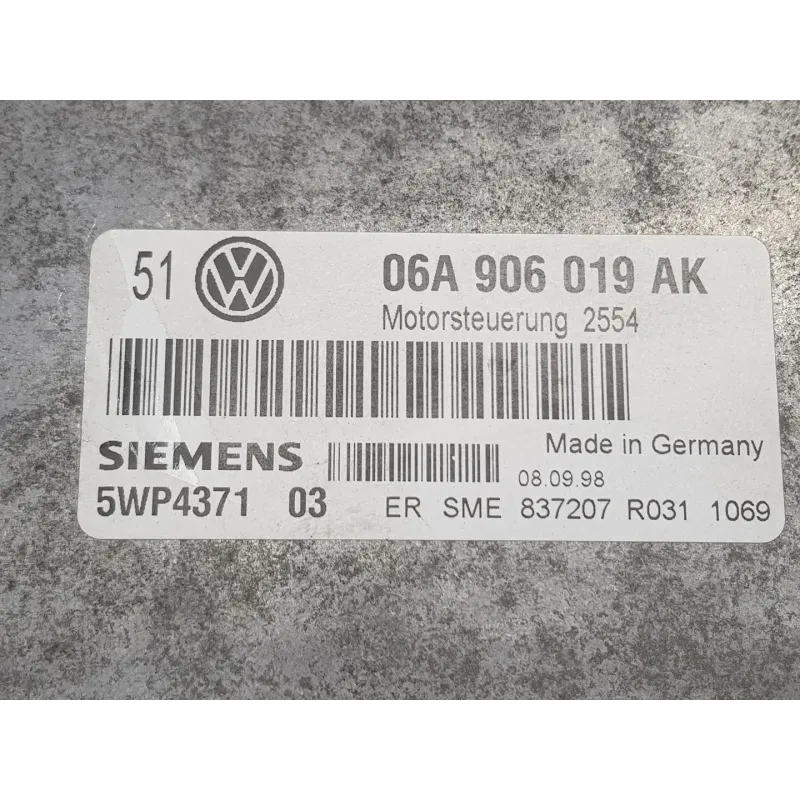 51 VW 06A 906 019 AK
Motorsteuerung 2554
SIEMENS Made in Germany
08.09.98
5WP4371 03 ER SME 837207 R031 1069